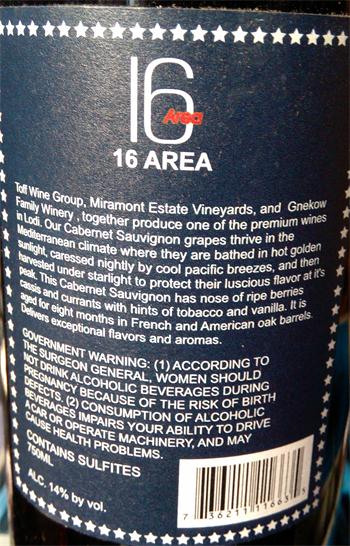 16
Area
16 AREA
Toff Wine Group, Miramont Estate Vineyards, and Gnekow
Family Winery , together produce one of the premium wines
in Lodi. Our Cabernet Sauvignon grapes thrive in the
Mediterranean climate where they are bathed in hot golden
sunlight, caressed nightly by cool pacific breezes, and then
harvested under starlight to protect their luscious flavor at it's
peak. This Cabernet Sauvignon has nose of ripe berries
cassis and currants with hints of tobacco and vanilla. It is
aged for eight months in French and American oak barrels.
Delivers exceptional flavors and aromas.
GOVERNMENT WARNING: (1) ACCORDING TO
THE SURGEON GENERAL, WOMEN SHOULD
NOT DRINK ALCOHOLIC BEVERAGES DURING
PREGNANCY BECAUSE OF THE RISK OF BIRTH
DEFECTS, (2) CONSUMPTION OF ALCOHOLIC
BEVERAGES IMPAIRS YOUR ABILITY TO DRIVE
A CAR OR OPERATE MACHINERY, AND MAY
CAUSE HEALTH PROBLEMS.
CONTAINS SULFITES
750ML
ALC. 14% by vol.
7 36211 11663 5